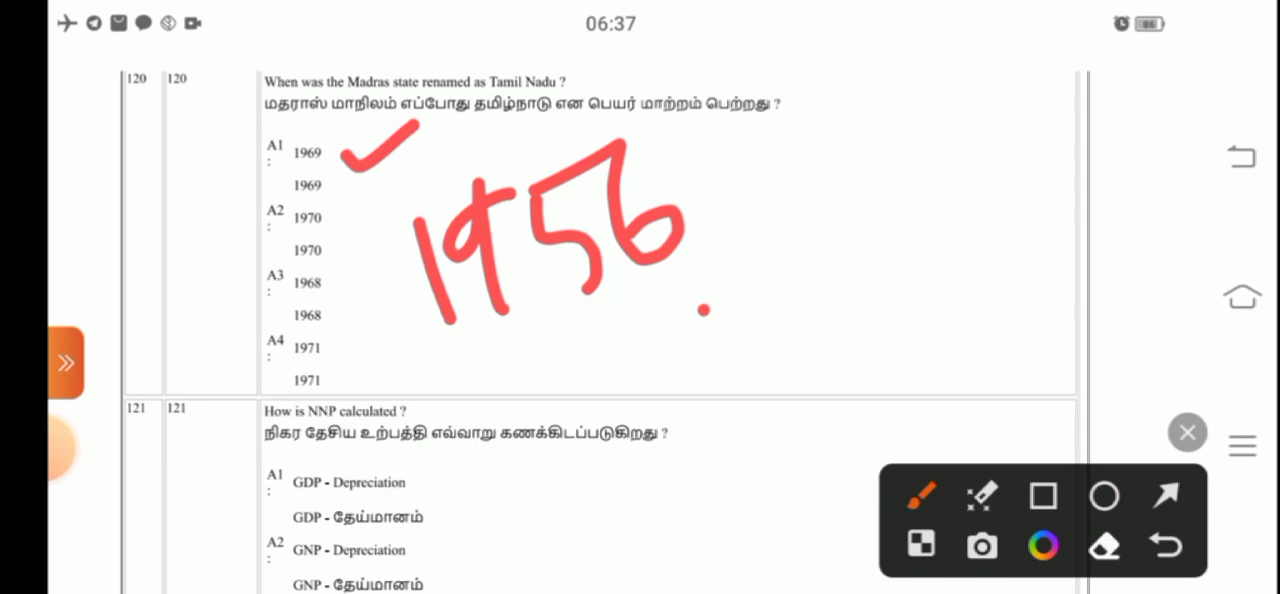 06:37
86
120 120 When was the Madras state renamed as Tamil Nadu ?
மதராஸ் மாநிலம் எப்போது தமிழ்நாடு என பெயர் மாற்றம் பெற்றது ?
A1 : 1969
1969
A2 : 1970
1970
A3 : 1968
1968
A4 : 1971
1971
1956.
121 121 How is NNP calculated ?
நிகர தேசிய உற்பத்தி எவ்வாறு கணக்கிடப்படுகிறது ?
A1 : GDP - Depreciation
GDP - தேய்மானம்
A2 : GNP - Depreciation
GNP - தேய்மானம்